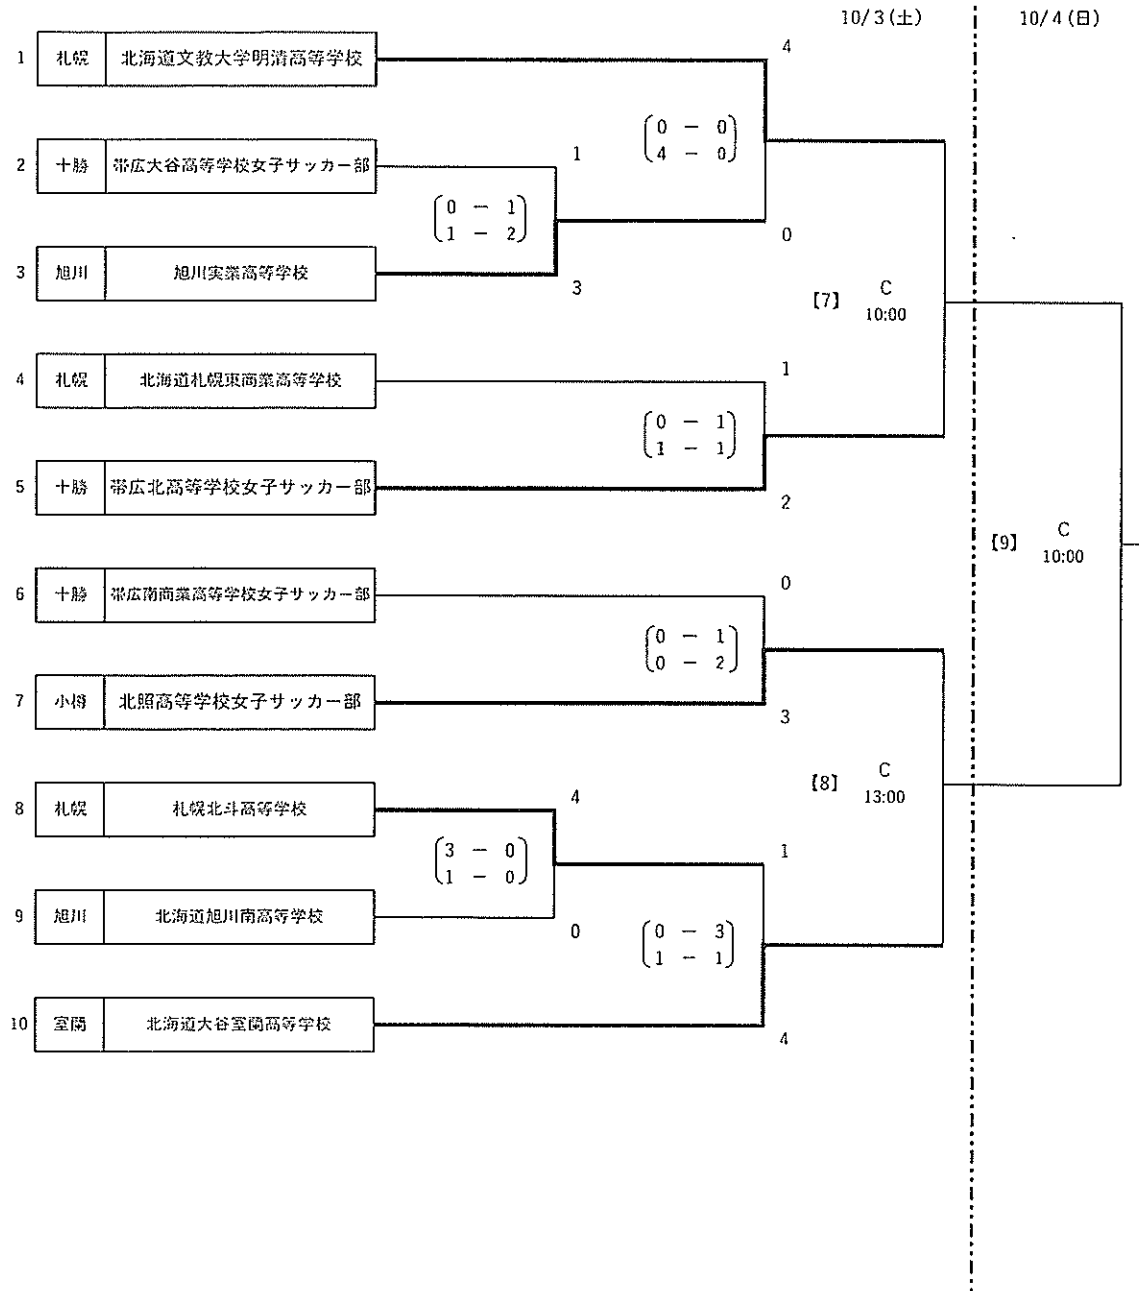 10/3(土) 10/4(日)
1 札幌 北海道文教大学明清高等学校
4
(0 － 0
4 － 0)
2 十勝 帯広大谷高等学校女子サッカー部
1
(0 － 1
1 － 2)
0
3 旭川 旭川実業高等学校
3
【7】 C
10:00
4 札幌 北海道札幌東商業高等学校
1
(0 － 1
1 － 1)
5 十勝 帯広北高等学校女子サッカー部
2
【9】 C
10:00
6 十勝 帯広南商業高等学校女子サッカー部
0
(0 － 1
0 － 2)
7 小樽 北照高等学校女子サッカー部
3
【8】 C
13:00
8 札幌 札幌北斗高等学校
4
(3 － 0
1 － 0)
1
9 旭川 北海道旭川南高等学校
0
(0 － 3
1 － 1)
10 室蘭 北海道大谷室蘭高等学校
4